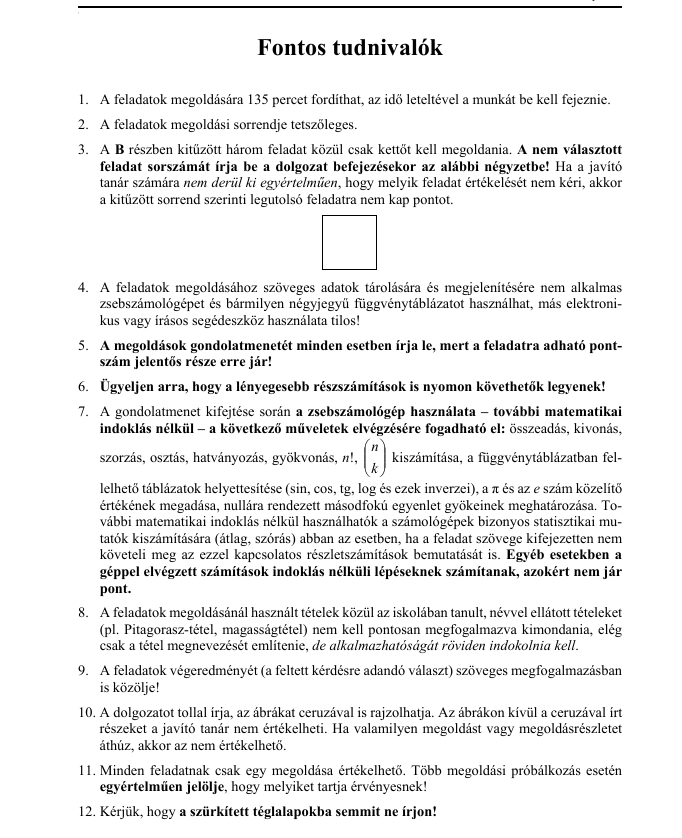 Fontos tudnivalók
1. A feladatok megoldására 135 percet fordíthat, az idő leteltével a munkát be kell fejeznie.
2. A feladatok megoldási sorrendje tetszőleges.
3. A B részben kitűzött három feladat közül csak kettőt kell megoldania. A nem választott
feladat sorszámát írja be a dolgozat befejezésekor az alábbi négyzetbe! Ha a javító
tanár számára nem derül ki egyértelműen, hogy melyik feladat értékelését nem kéri, akkor
a kitűzött sorrend szerinti legutolsó feladatra nem kap pontot.
4. A feladatok megoldásához szöveges adatok tárolására és megjelenítésére nem alkalmas
zsebszámológépet és bármilyen négyjegyű függvénytáblázatot használhat, más elektroni-
kus vagy írásos segédeszköz használata tilos!
5. A megoldások gondolatmenetét minden esetben írja le, mert a feladatra adható pont-
szám jelentős része erre jár!
6. Ügyeljen arra, hogy a lényegesebb részszámítások is nyomon követhetők legyenek!
7. A gondolatmenet kifejtése során a zsebszámológép használata – további matematikai
indoklás nélkül – a következő műveletek elvégzésére fogadható el: összeadás, kivonás,
szorzás, osztás, hatványozás, gyökvonás, n!, (n k) kiszámítása, a függvénytáblázatban fel-
lelhető táblázatok helyettesítése (sin, cos, tg, log és ezek inverzei), a π és az e szám közelítő
értékének megadása, nullára rendezett másodfokú egyenlet gyökeinek meghatározása. To-
vábbi matematikai indoklás nélkül használhatók a számológépek bizonyos statisztikai mu-
tatók kiszámítására (átlag, szórás) abban az esetben, ha a feladat szövege kifejezetten nem
követeli meg az ezzel kapcsolatos részletszámítások bemutatását is. Egyéb esetekben a
géppel elvégzett számítások indoklás nélküli lépéseknek számítanak, azokért nem jár
pont.
8. A feladatok megoldásánál használt tételek közül az iskolában tanult, névvel ellátott tételeket
(pl. Pitagorasz-tétel, magasságtétel) nem kell pontosan megfogalmazva kimondania, elég
csak a tétel megnevezését említenie, de alkalmazhatóságát röviden indokolnia kell.
9. A feladatok végeredményét (a feltett kérdésre adandó választ) szöveges megfogalmazásban
is közölje!
10. A dolgozatot tollal írja, az ábrákat ceruzával is rajzolhatja. Az ábrákon kívül a ceruzával írt
részeket a javító tanár nem értékelheti. Ha valamilyen megoldást vagy megoldásrészletet
áthúz, akkor az nem értékelhető.
11. Minden feladatnak csak egy megoldása értékelhető. Több megoldási próbálkozás esetén
egyértelműen jelölje, hogy melyiket tartja érvényesnek!
12. Kérjük, hogy a szürkített téglalapokba semmit ne írjon!